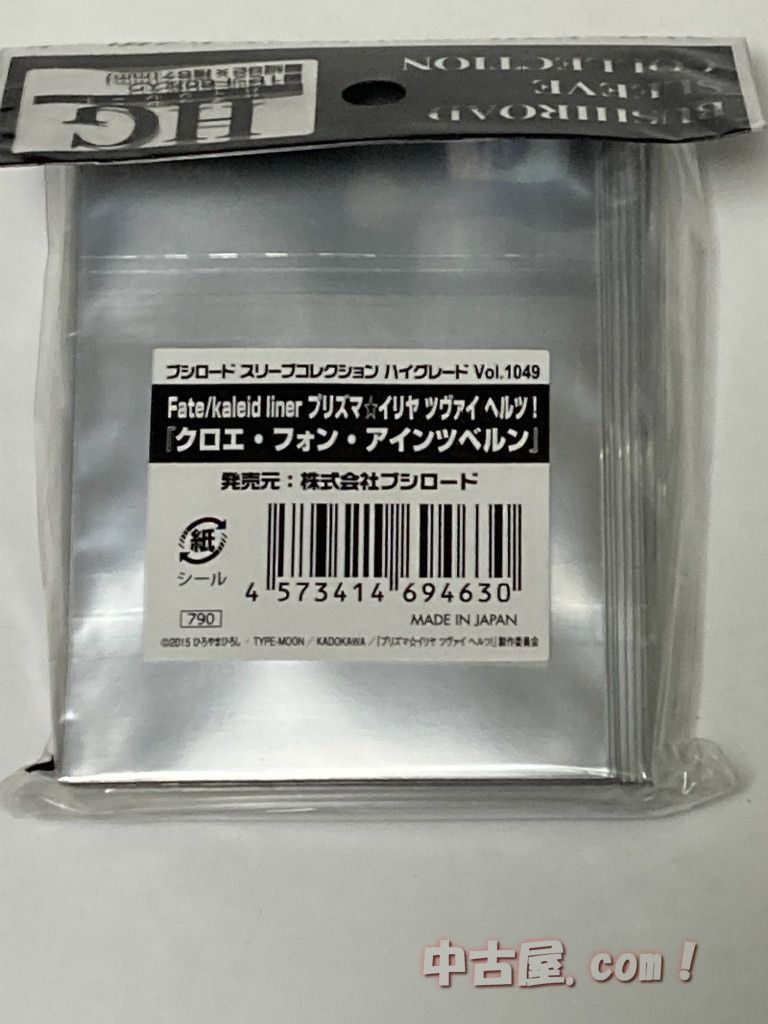 BUSHIROAD
SLEEVE
COLLECTION
HG
ブシロード スリーブコレクション ハイグレード Vol.1049
Fate/kaleid liner プリズマ☆イリヤ ツヴァイ ヘルツ！
『クロエ・フォン・アインツベルン』
発売元：株式会社ブシロード
紙
シール
4 573414 694630
790
MADE IN JAPAN
©2015 ひろやまひろし・TYPE-MOON / KADOKAWA /「プリズマ☆イリヤ ツヴァイ ヘルツ!」製作委員会
中古屋.com！